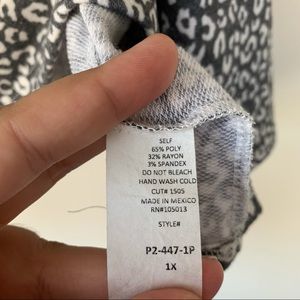 SELF
65% POLY
32% RAYON
3% SPANDEX
DO NOT BLEACH
HAND WASH COLD
CUT# 1505
MADE IN MEXICO
RN#105013
STYLE#
P2-447-1P
1X